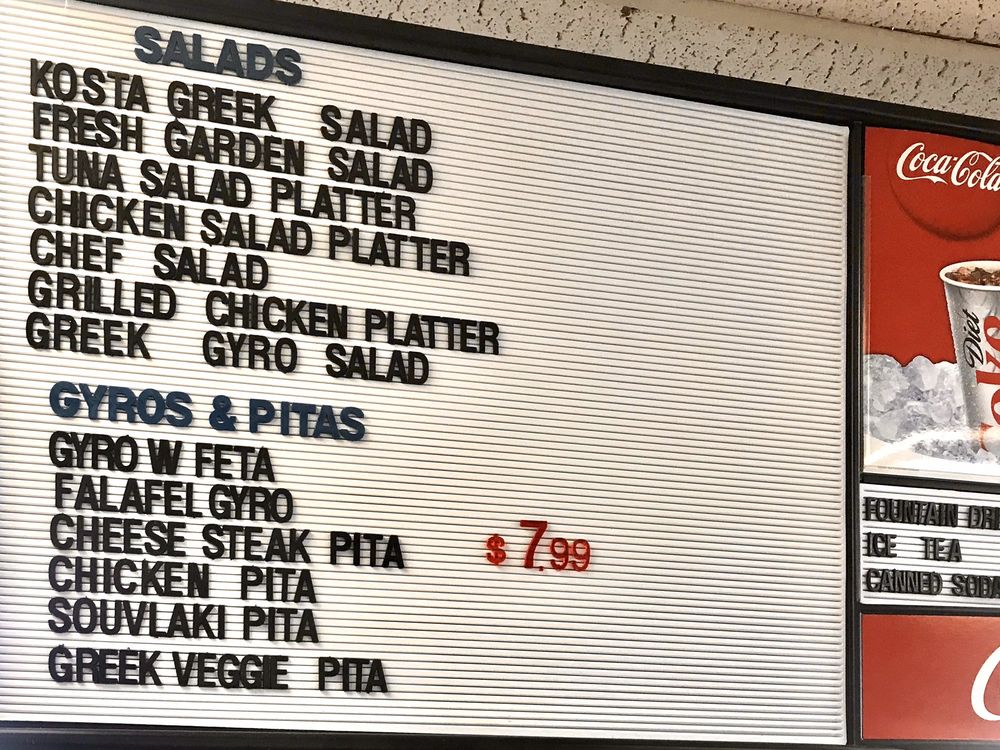 SALADS
KOSTA GREEK SALAD
FRESH GARDEN SALAD
TUNA SALAD PLATTER
CHICKEN SALAD PLATTER
CHEF SALAD
GRILLED CHICKEN PLATTER
GREEK GYRO SALAD
GYROS & PITAS
GYRO W FETA
FALAFEL GYRO
CHEESE STEAK PITA $ 7.99
CHICKEN PITA
SOUVLAKI PITA
GREEK VEGGIE PITA
Coca-Cola
Diet
FOUNTAIN
ICE TEA
CANNED SODA